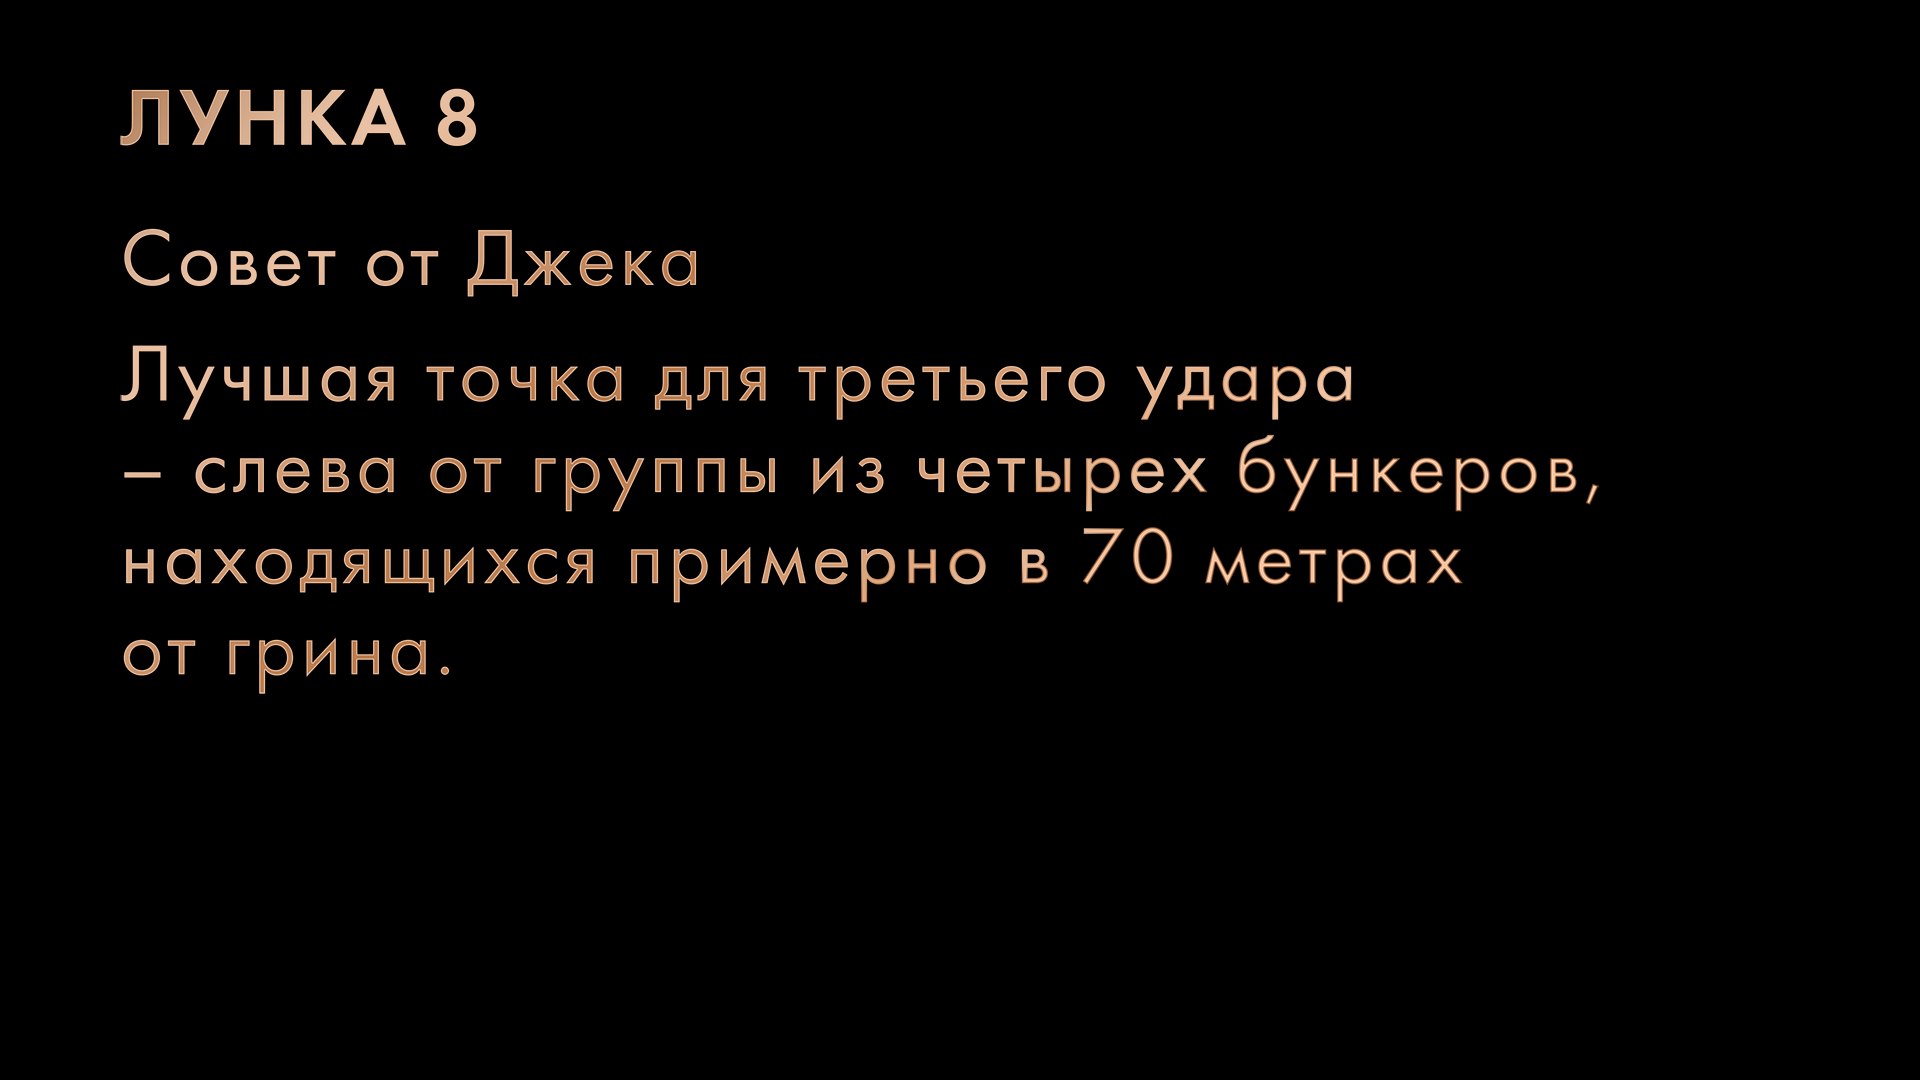 ЛУНКА 8
Совет от Джека
Лучшая точка для третьего удара
– слева от группы из четырех бункеров,
находящихся примерно в 70 метрах
от грина.